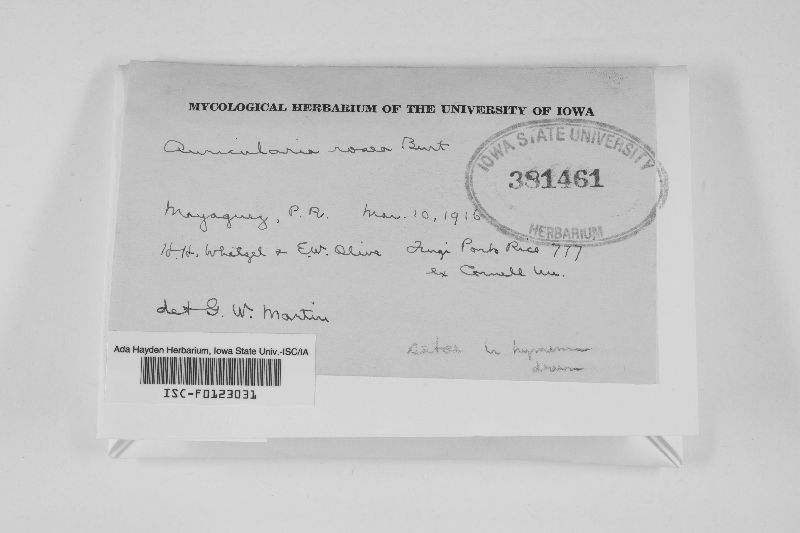 MYCOLOGICAL HERBARIUM OF THE UNIVERSITY OF IOWA
Auricularia rosea Burt
IOWA STATE UNIVERSITY
381461
HERBARIUM
Mayaguez, P.R. Mar. 10, 1916
H.H. Whetzel & E.W. Olive Fungi Porto Rico 777
ex Cornell Un.
det G. W. Martin
Ada Hayden Herbarium, Iowa State Univ.-ISC/IA
ISC-F0123031